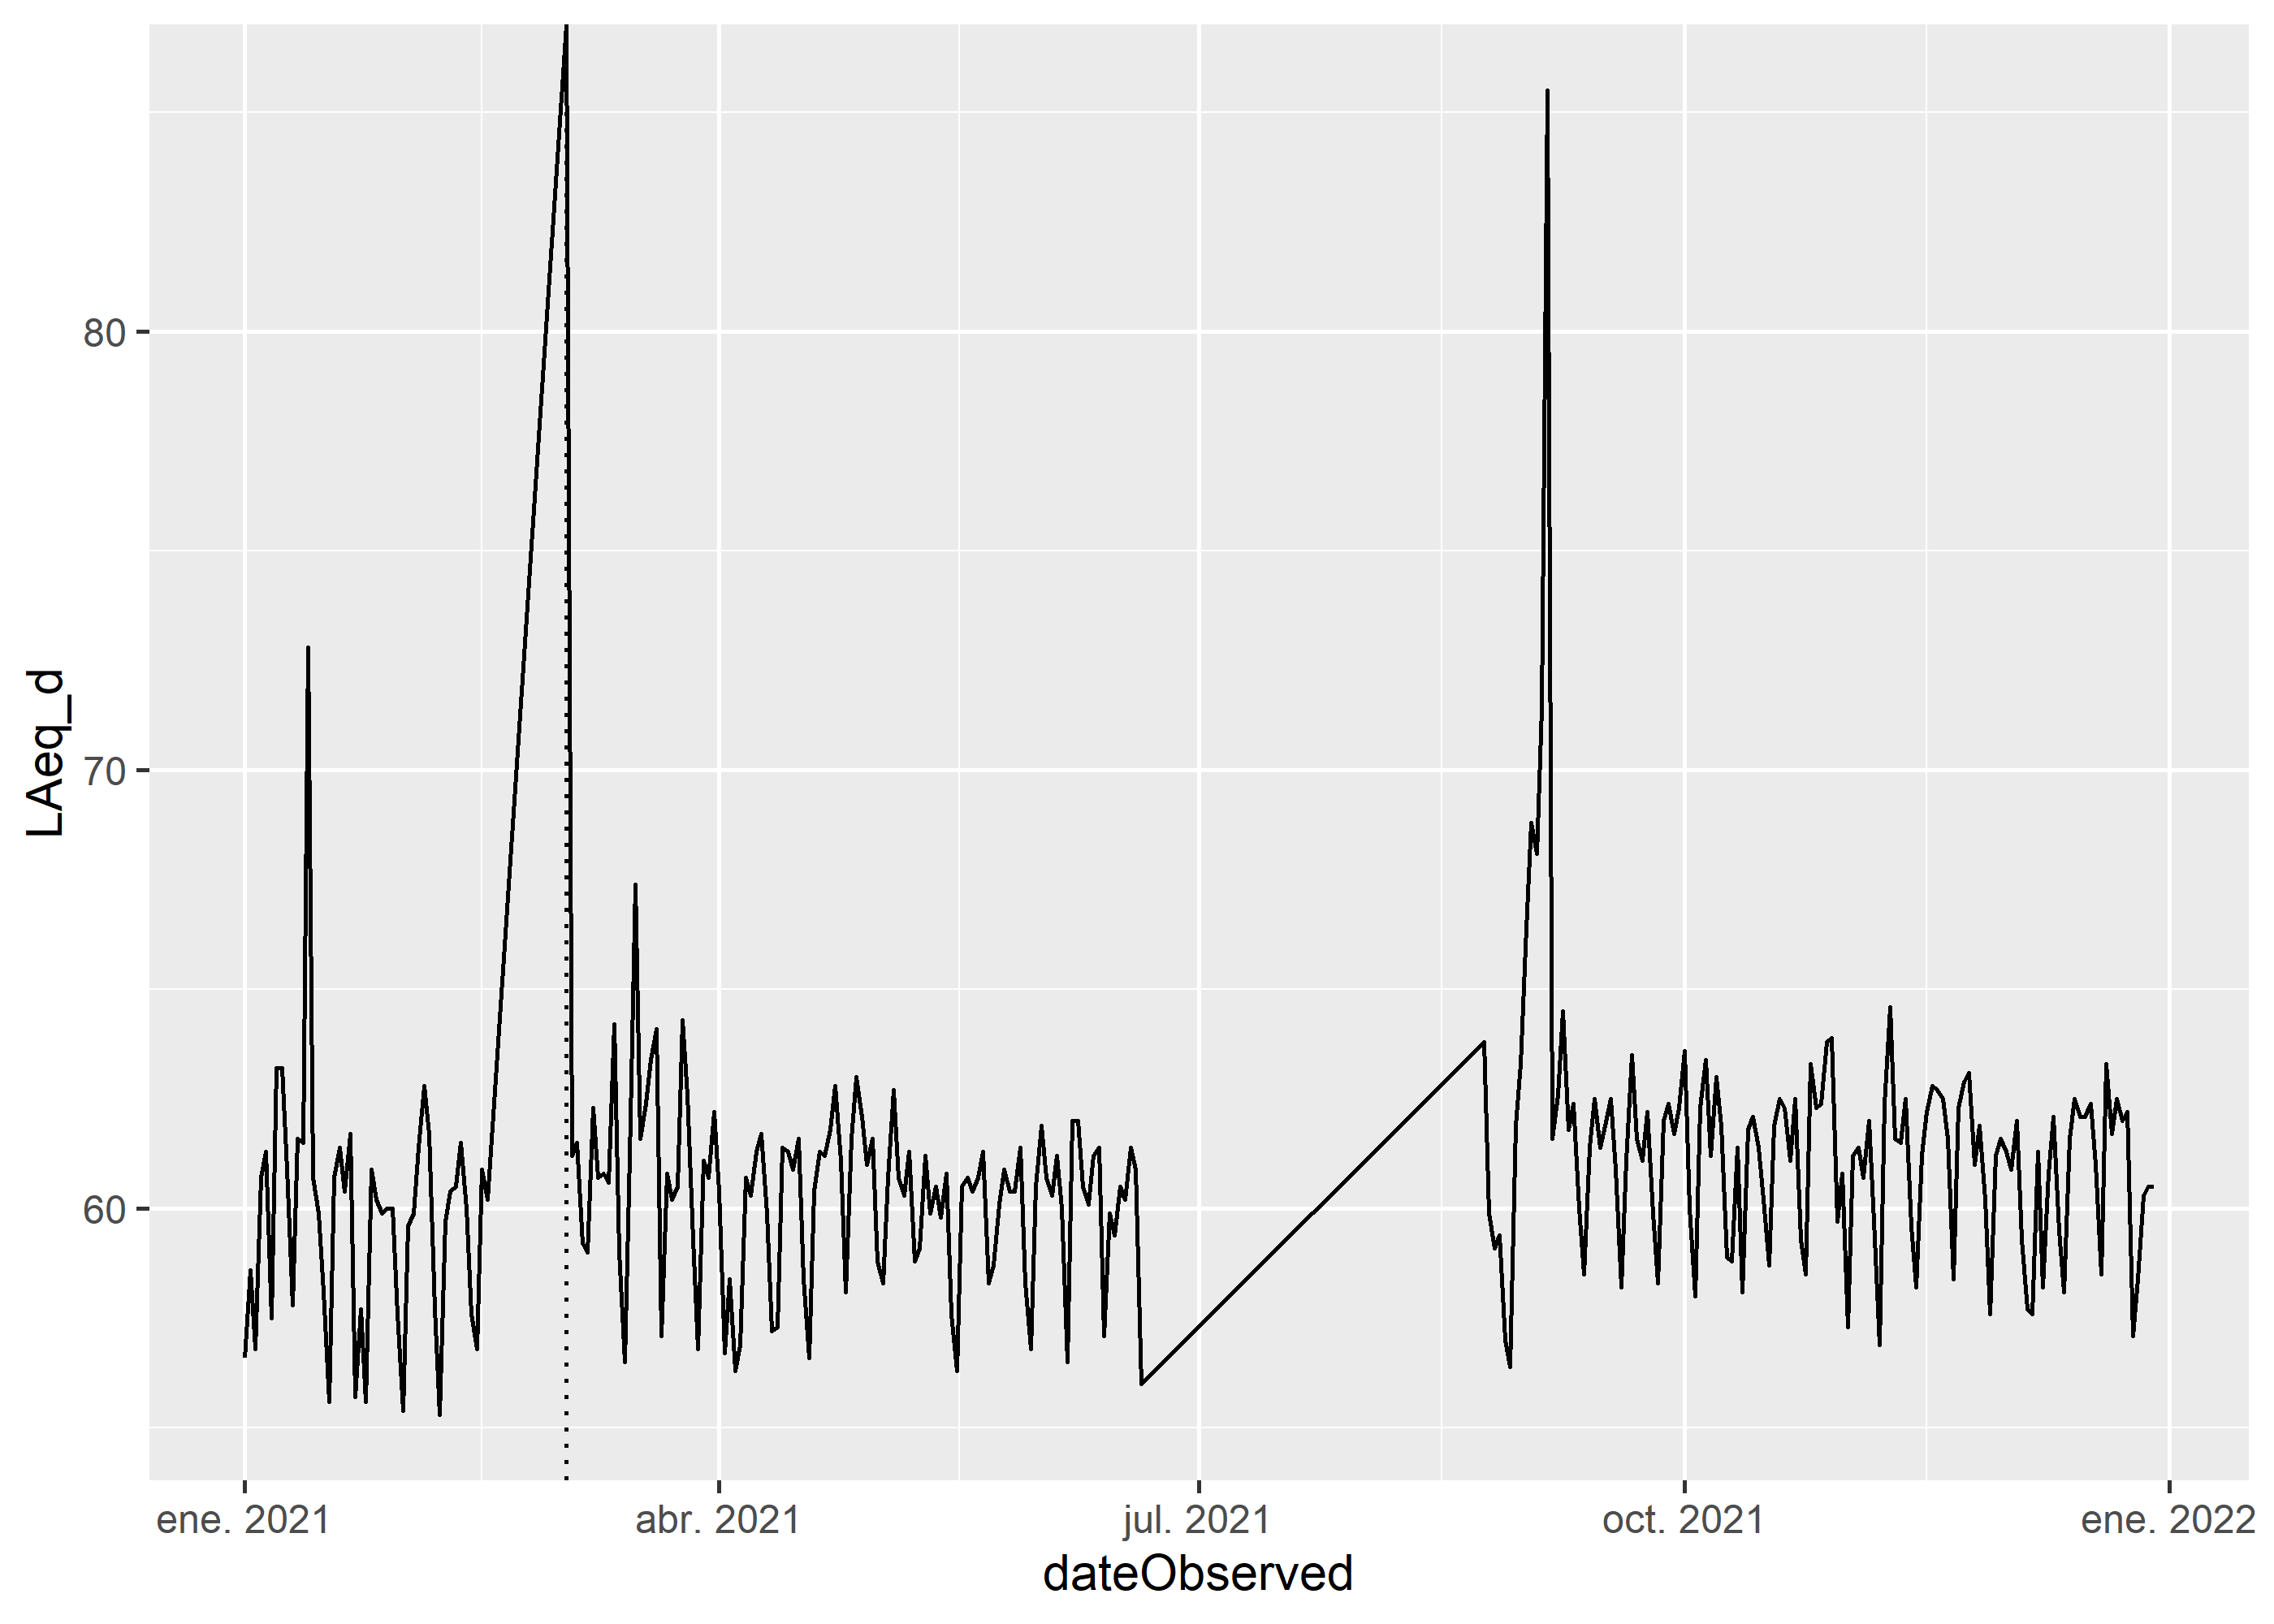 LAeq_d
80
70
60
ene. 2021
abr. 2021
jul. 2021
oct. 2021
ene. 2022
dateObserved